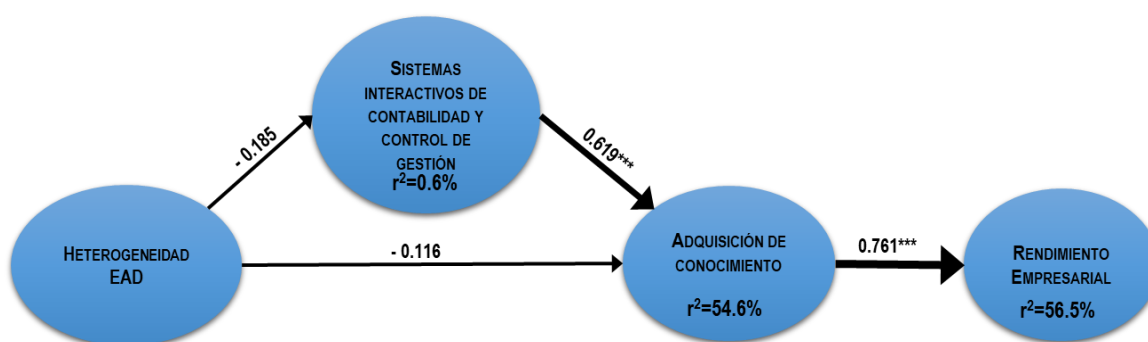 SISTEMAS
INTERACTIVOS DE
CONTABILIDAD Y
CONTROL DE
GESTIÓN
r²=0.6%
- 0.185
0.619***
HETEROGENEIDAD
EAD
- 0.116
ADQUISICIÓN DE
CONOCIMIENTO
r²=54.6%
0.761***
RENDIMIENTO
EMPRESARIAL
r²=56.5%